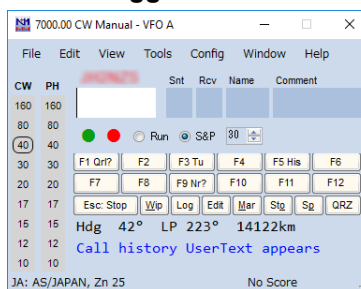 gg
N1 7000.00 CW Manual - VFO A
File Edit View Tools Config Window Help
CW PH Snt Rcv Name Comment
160 160
80 80
40 40 Run S&P 30
30 30 F1 Qrl? F2 F3 Tu F4 F5 His F6
20 20 F7 F8 F9 Nr? F10 F11 F12
17 17 Esc: Stop Wip Log Edit Mar Sto Sp QRZ
15 15 Hdg 42° LP 223° 14122km
12 12 Call history UserText appears
10 10
JA: AS/JAPAN, Zn 25 No Score